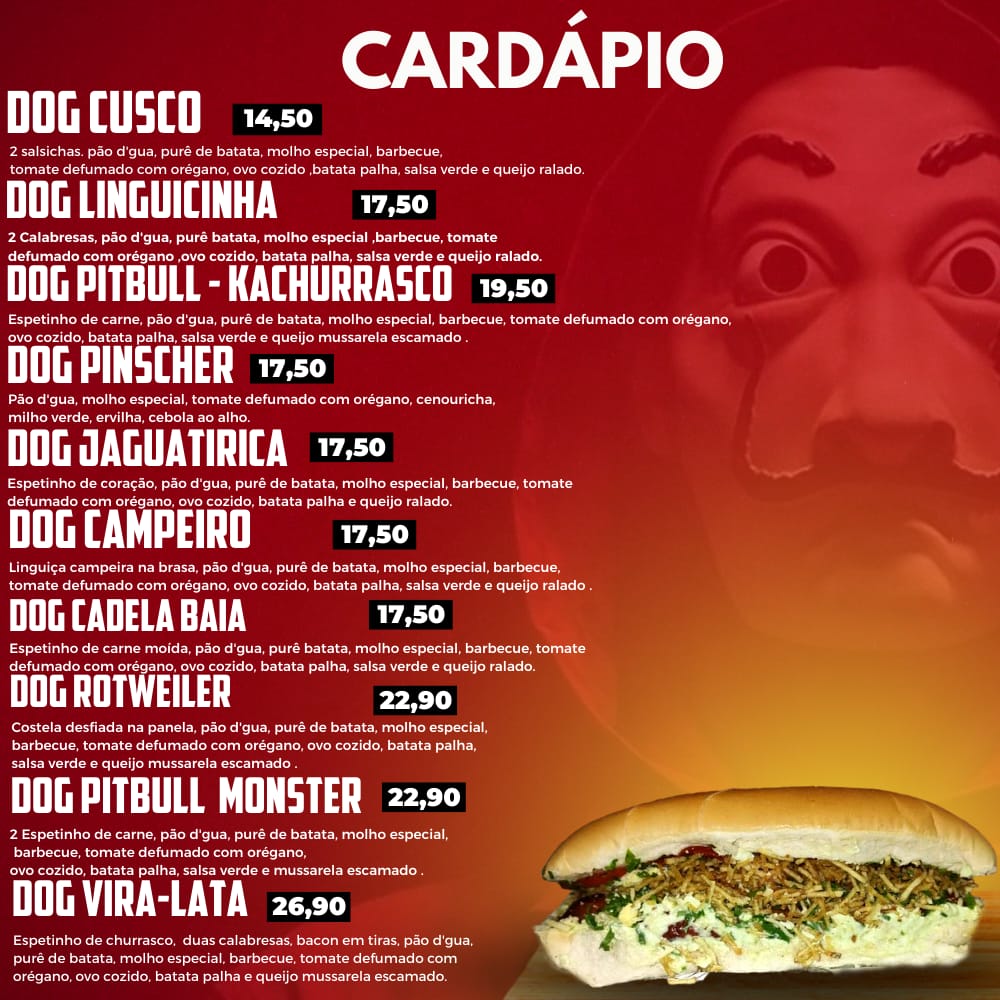 CARDÁPIO
DOG CUSCO 14,50
2 salsichas. pão d'gua, purê de batata, molho especial, barbecue,
tomate defumado com orégano, ovo cozido ,batata palha, salsa verde e queijo ralado.
DOG LINGUICINHA 17,50
2 Calabresas, pão d'gua, purê batata, molho especial ,barbecue, tomate
defumado com orégano ,ovo cozido, batata palha, salsa verde e queijo ralado.
DOG PITBULL - KACHURRASCO 19,50
Espetinho de carne, pão d'gua, purê de batata, molho especial, barbecue, tomate defumado com orégano,
ovo cozido, batata palha, salsa verde e queijo mussarela escamado .
DOG PINSCHER 17,50
Pão d'gua, molho especial, tomate defumado com orégano, cenouricha,
milho verde, ervilha, cebola ao alho.
DOG JAGUATIRICA 17,50
Espetinho de coração, pão d'gua, purê de batata, molho especial, barbecue, tomate
defumado com orégano, ovo cozido, batata palha e queijo ralado.
DOG CAMPEIRO 17,50
Linguiça campeira na brasa, pão d'gua, purê de batata, molho especial, barbecue,
tomate defumado com orégano, ovo cozido, batata palha, salsa verde e queijo ralado .
DOG CADELA BAIA 17,50
Espetinho de carne moída, pão d'gua, purê batata, molho especial, barbecue, tomate
defumado com orégano, ovo cozido, batata palha, salsa verde e queijo ralado.
DOG ROTWEILER 22,90
Costela desfiada na panela, pão d'gua, purê de batata, molho especial,
barbecue, tomate defumado com orégano, ovo cozido, batata palha,
salsa verde e queijo mussarela escamado .
DOG PITBULL MONSTER 22,90
2 Espetinho de carne, pão d'gua, purê de batata, molho especial,
barbecue, tomate defumado com orégano,
ovo cozido, batata palha, salsa verde e mussarela escamado .
DOG VIRA-LATA 26,90
Espetinho de churrasco, duas calabresas, bacon em tiras, pão d'gua,
purê de batata, molho especial, barbecue, tomate defumado com
orégano, ovo cozido, batata palha e queijo mussarela escamado.